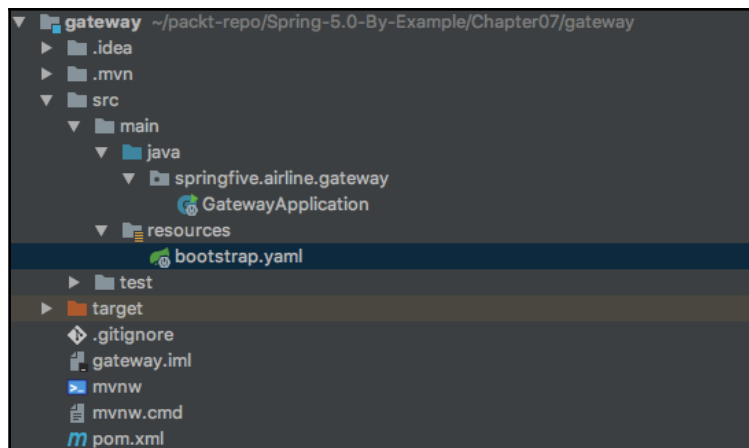 gateway ~/packt-repo/Spring-5.0-By-Example/Chapter07/gateway
.idea
.mvn
src
main
java
springfive.airline.gateway
GatewayApplication
resources
bootstrap.yaml
test
target
.gitignore
gateway.iml
mvnw
mvnw.cmd
pom.xml